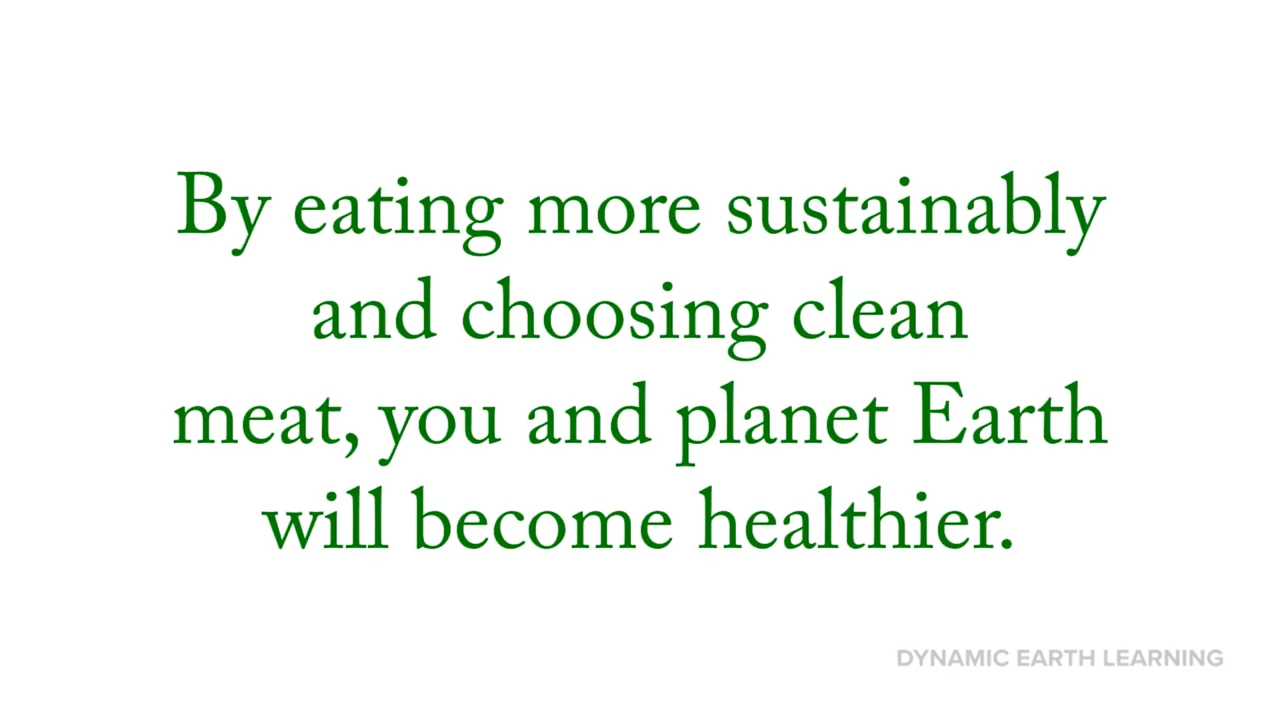 By eating more sustainably
and choosing clean
meat, you and planet Earth
will become healthier.
DYNAMIC EARTH LEARNING